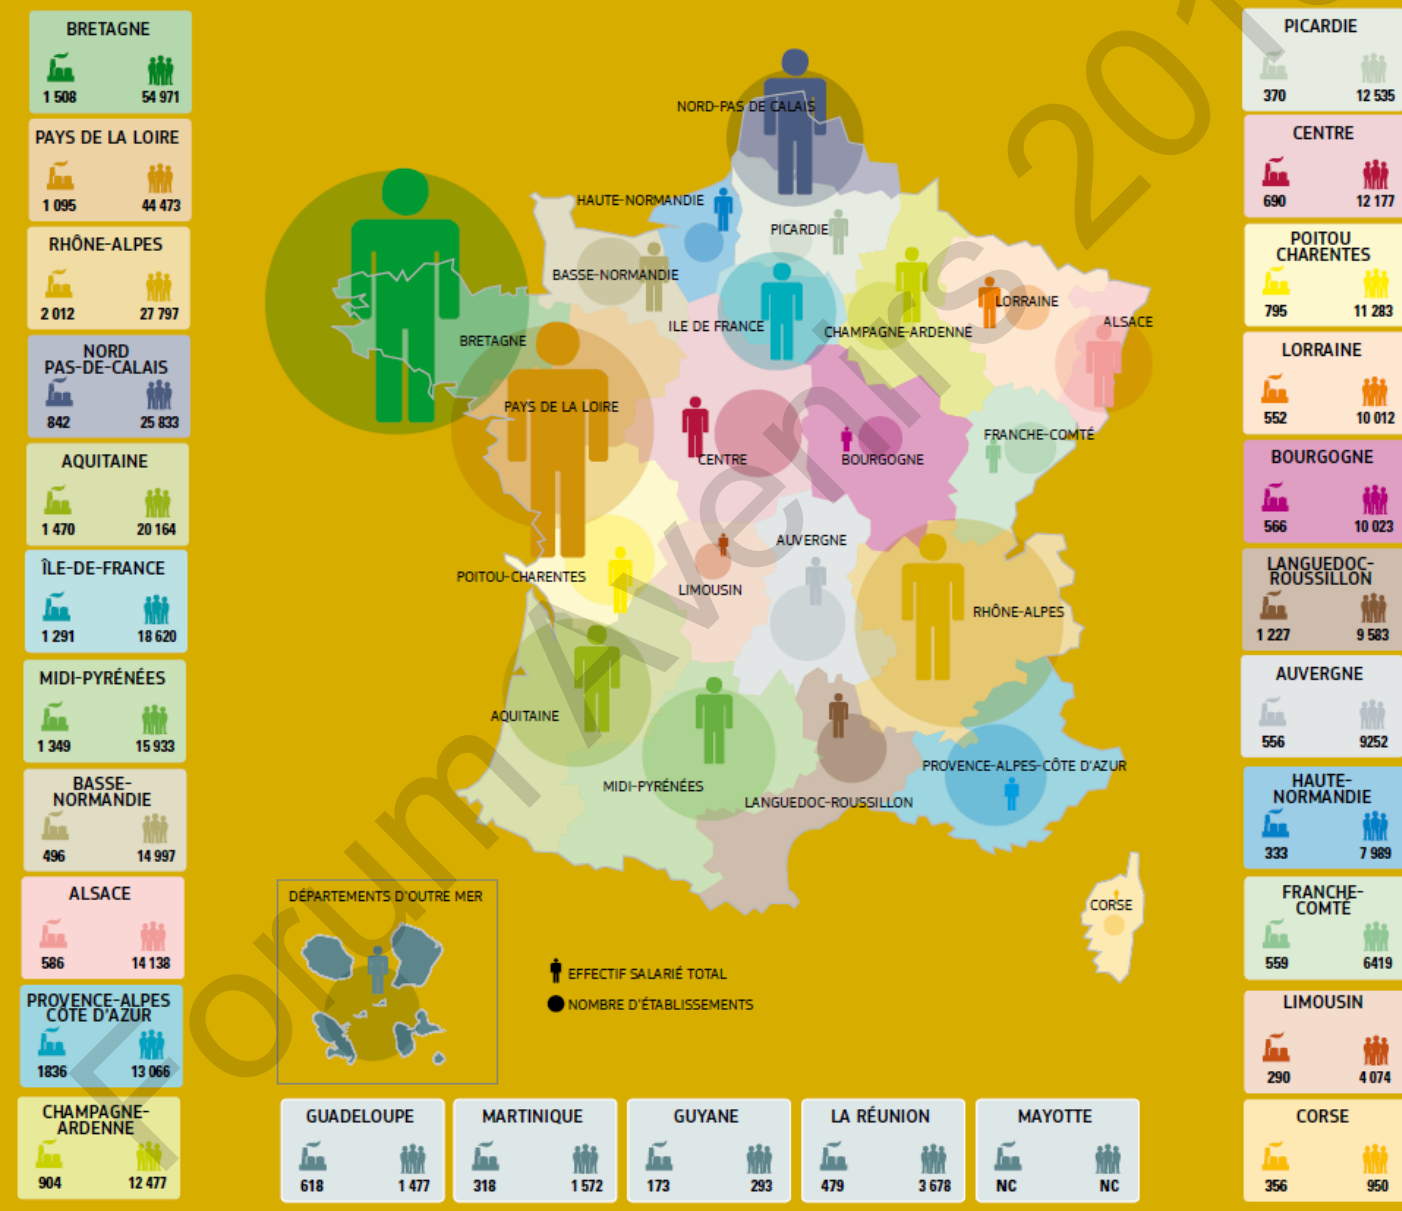 BRETAGNE
1 508 54 971
PAYS DE LA LOIRE
1 095 44 473
RHÔNE-ALPES
2 012 27 797
NORD
PAS-DE-CALAIS
842 25 833
AQUITAINE
1 470 20 164
ÎLE-DE-FRANCE
1 291 18 620
MIDI-PYRÉNÉES
1 349 15 933
BASSE-
NORMANDIE
496 14 997
ALSACE
586 14 138
PROVENCE-ALPES
CÔTE D'AZUR
1836 13 066
CHAMPAGNE-
ARDENNE
904 12 477
NORD-PAS DE CALAIS
HAUTE-NORMANDIE
PICARDIE
BASSE-NORMANDIE
LORRAINE
ILE DE FRANCE
CHAMPAGNE-ARDENNE
ALSACE
BRETAGNE
PAYS DE LA LOIRE
FRANCHE-COMTÉ
CENTRE
BOURGOGNE
AUVERGNE
POITOU-CHARENTES
LIMOUSIN
RHÔNE-ALPES
AQUITAINE
PROVENCE-ALPES-CÔTE D'AZUR
MIDI-PYRÉNÉES
LANGUEDOC-ROUSSILLON
CORSE
DÉPARTEMENTS D'OUTRE MER
EFFECTIF SALARIÉ TOTAL
NOMBRE D'ÉTABLISSEMENTS
GUADELOUPE
618 1 477
MARTINIQUE
318 1 572
GUYANE
173 293
LA RÉUNION
479 3 678
MAYOTTE
NC NC
PICARDIE
370 12 535
CENTRE
690 12 177
POITOU
CHARENTES
795 11 283
LORRAINE
552 10 012
BOURGOGNE
566 10 023
LANGUEDOC-
ROUSSILLON
1 227 9 583
AUVERGNE
556 9252
HAUTE-
NORMANDIE
333 7 989
FRANCHE-
COMTÉ
559 6419
LIMOUSIN
290 4 074
CORSE
356 950
Forum Avenirs